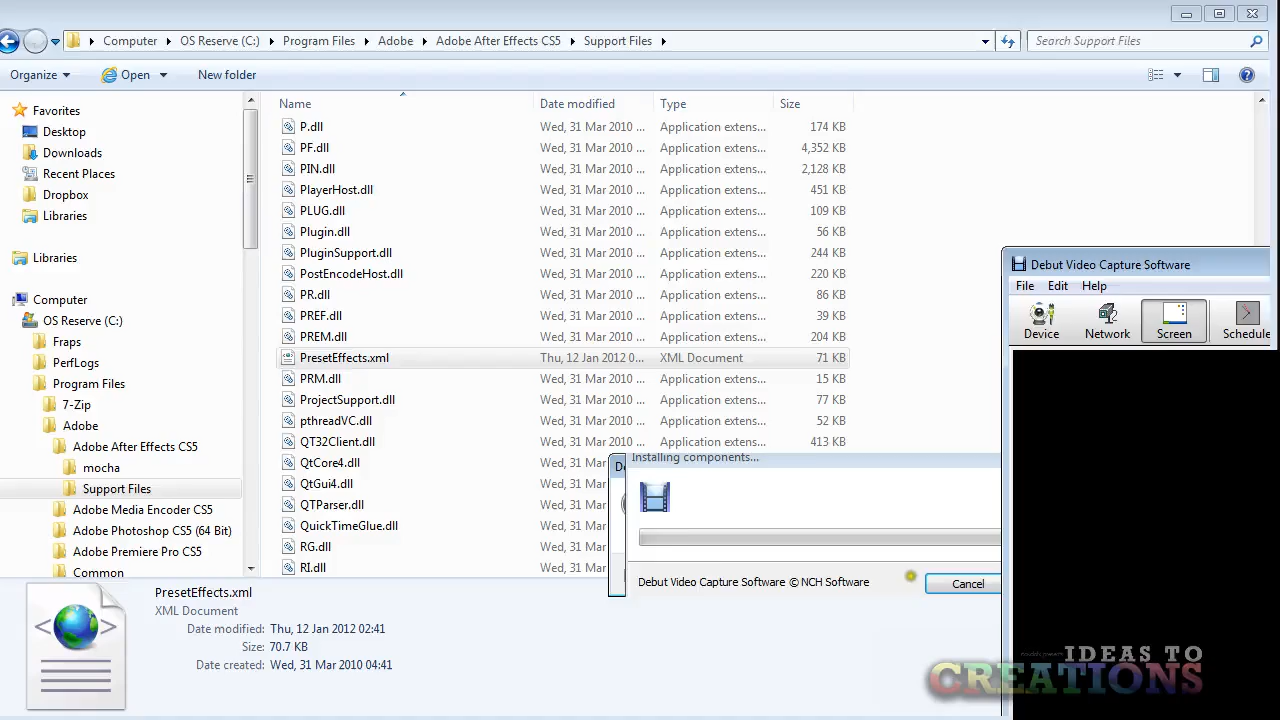 Computer OS Reserve (C:) Program Files Adobe Adobe After Effects CS5 Support Files Search Support Files
Organize Open New folder
Favorites
Desktop
Downloads
Recent Places
Dropbox
Libraries
Libraries
Computer
OS Reserve (C:)
Fraps
PerfLogs
Program Files
7-Zip
Adobe
Adobe After Effects CS5
mocha
Support Files
Adobe Media Encoder CS5
Adobe Photoshop CS5 (64 Bit)
Adobe Premiere Pro CS5
Common
Name Date modified Type Size
P.dll Wed, 31 Mar 2010 ... Application extens... 174 KB
PF.dll Wed, 31 Mar 2010 ... Application extens... 4,352 KB
PIN.dll Wed, 31 Mar 2010 ... Application extens... 2,128 KB
PlayerHost.dll Wed, 31 Mar 2010 ... Application extens... 451 KB
PLUG.dll Wed, 31 Mar 2010 ... Application extens... 109 KB
Plugin.dll Wed, 31 Mar 2010 ... Application extens... 56 KB
PluginSupport.dll Wed, 31 Mar 2010 ... Application extens... 244 KB
PostEncodeHost.dll Wed, 31 Mar 2010 ... Application extens... 220 KB
PR.dll Wed, 31 Mar 2010 ... Application extens... 86 KB
PREF.dll Wed, 31 Mar 2010 ... Application extens... 39 KB
PREM.dll Wed, 31 Mar 2010 ... Application extens... 204 KB
PresetEffects.xml Thu, 12 Jan 2012 0... XML Document 71 KB
PRM.dll Wed, 31 Mar 2010 ... Application extens... 15 KB
ProjectSupport.dll Wed, 31 Mar 2010 ... Application extens... 77 KB
pthreadVC.dll Wed, 31 Mar 2010 ... Application extens... 52 KB
QT32Client.dll Wed, 31 Mar 2010 ... Application extens... 413 KB
QtCore4.dll Wed, 31 Mar
QtGui4.dll Wed, 31 Mar
QTParser.dll Wed, 31 Mar
QuickTimeGlue.dll Wed, 31 Mar
RG.dll Wed, 31 Mar
RI.dll Wed, 31 Mar
Debut Video Capture Software
File Edit Help
Device Network Screen Schedule
Installing components...
Debut Video Capture Software © NCH Software Cancel
PresetEffects.xml
XML Document
Date modified: Thu, 12 Jan 2012 02:41
Size: 70.7 KB
Date created: Wed, 31 Mar 2010 04:41
IDEAS TO
CREATIONS